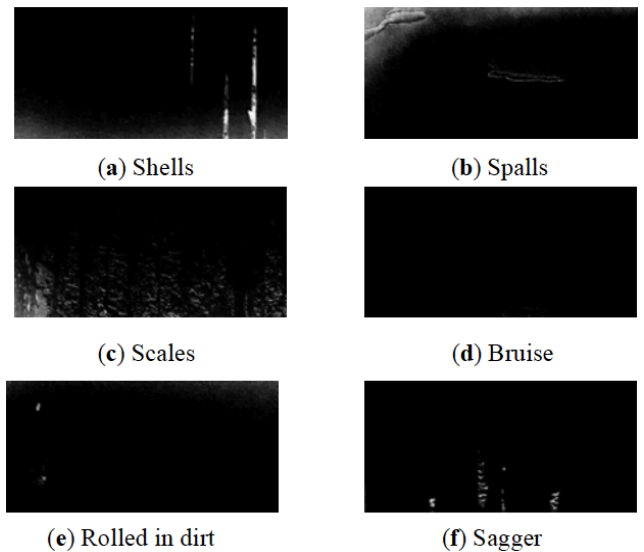 (a) Shells
(b) Spalls
(c) Scales
(d) Bruise
(e) Rolled in dirt
(f) Sagger